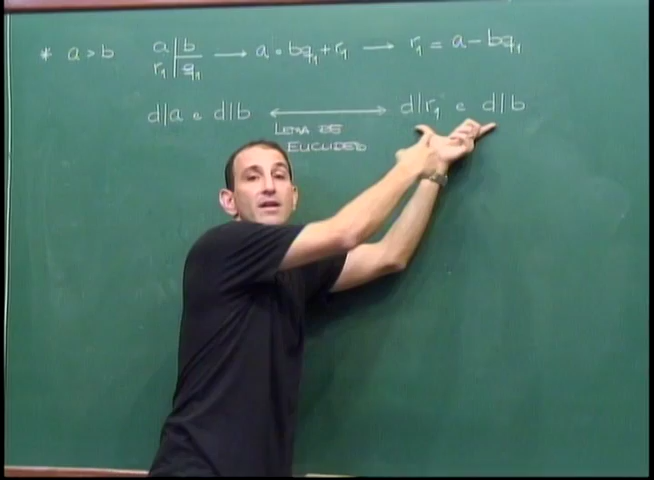 * a > b a | b → a = bq₁ + r₁ → r₁ = a − bq₁
r₁ | q₁
d|a e d|b ⟷ d|r₁ e d|b
LEMA DE
EUCLIDES